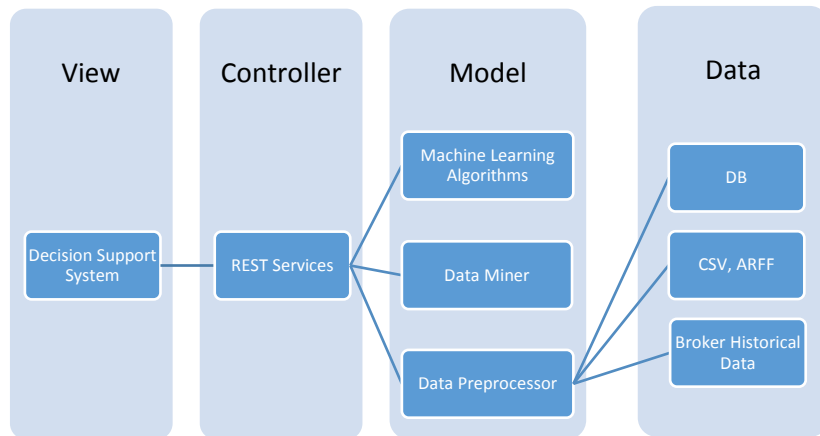 View
Controller
Model
Data
Decision Support
System
REST Services
Machine Learning
Algorithms
Data Miner
Data Preprocessor
DB
CSV, ARFF
Broker Historical
Data